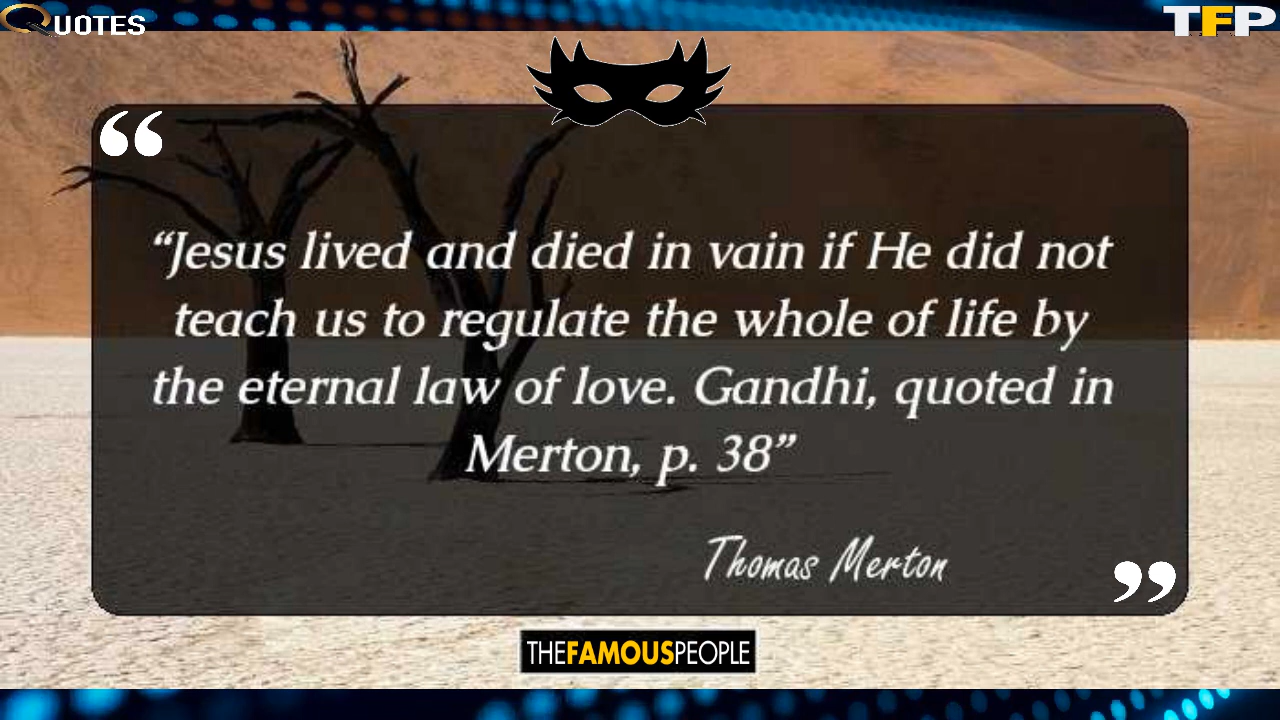 QUOTES
TFP
“
“Jesus lived and died in vain if He did not
teach us to regulate the whole of life by
the eternal law of love. Gandhi, quoted in
Merton, p. 38”
Thomas Merton
”
THEFAMOUSPEOPLE